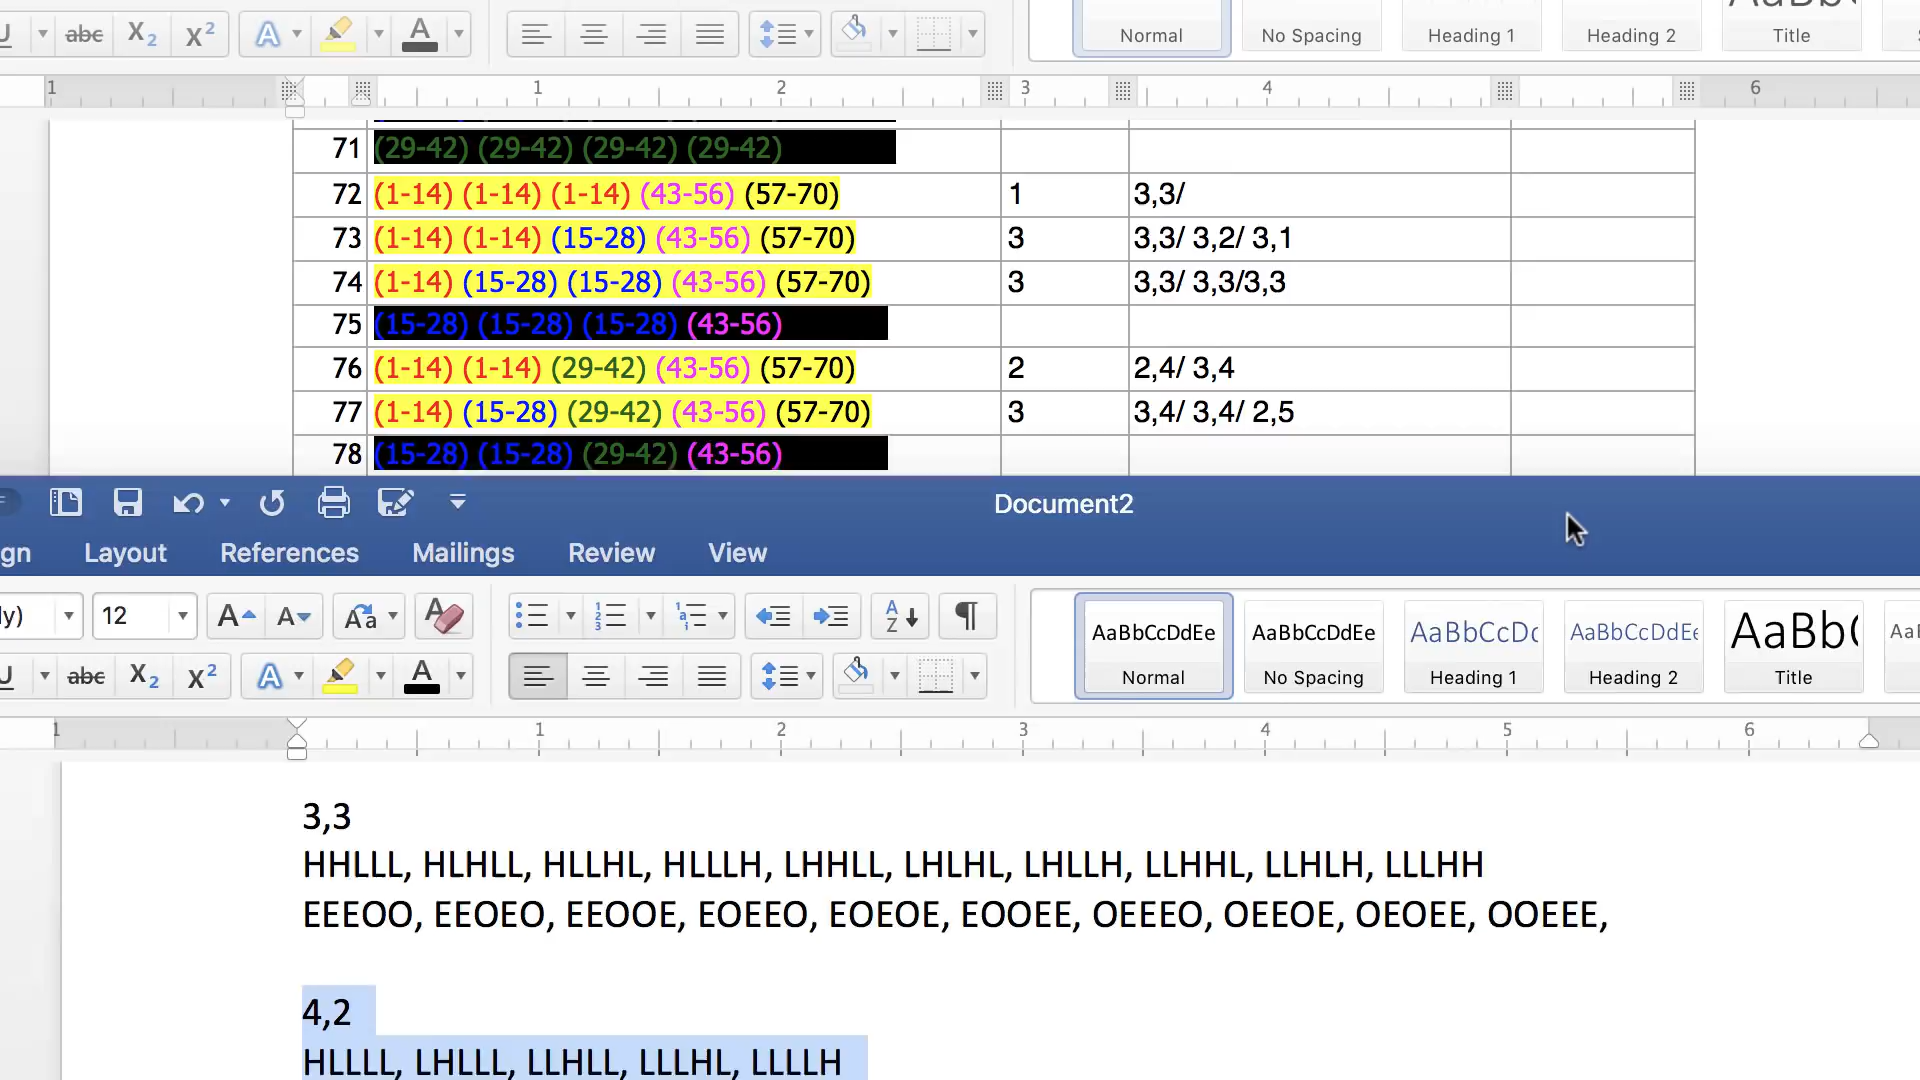 U abc X₂ X² A A Normal No Spacing Heading 1 Heading 2 Title
1 1 2 3 4 6
71 (29-42) (29-42) (29-42) (29-42)
72 (1-14) (1-14) (1-14) (43-56) (57-70) 1 3,3/
73 (1-14) (1-14) (15-28) (43-56) (57-70) 3 3,3/ 3,2/ 3,1
74 (1-14) (15-28) (15-28) (43-56) (57-70) 3 3,3/ 3,3/3,3
75 (15-28) (15-28) (15-28) (43-56)
76 (1-14) (1-14) (29-42) (43-56) (57-70) 2 2,4/ 3,4
77 (1-14) (15-28) (29-42) (43-56) (57-70) 3 3,4/ 3,4/ 2,5
78 (15-28) (15-28) (29-42) (43-56)
Document2
gn Layout References Mailings Review View
ly) 12 A A Aa A A Z ¶ AaBbCcDdEe AaBbCcDdEe AaBbCcDc AaBbCcDdEe AaBb( Aa
U abc X₂ X² A A Normal No Spacing Heading 1 Heading 2 Title
1 1 2 3 4 5 6
3,3
HHLLL, HLHLL, HLLHL, HLLLH, LHHLL, LHLHL, LHLLH, LLHHL, LLHLH, LLLHH
EEEOO, EEOEO, EEOOE, EOEEO, EOEOE, EOOEE, OEEEO, OEEOE, OEOEE, OOEEE,
4,2
HLLLL, LHLLL, LLHLL, LLLHL, LLLLH